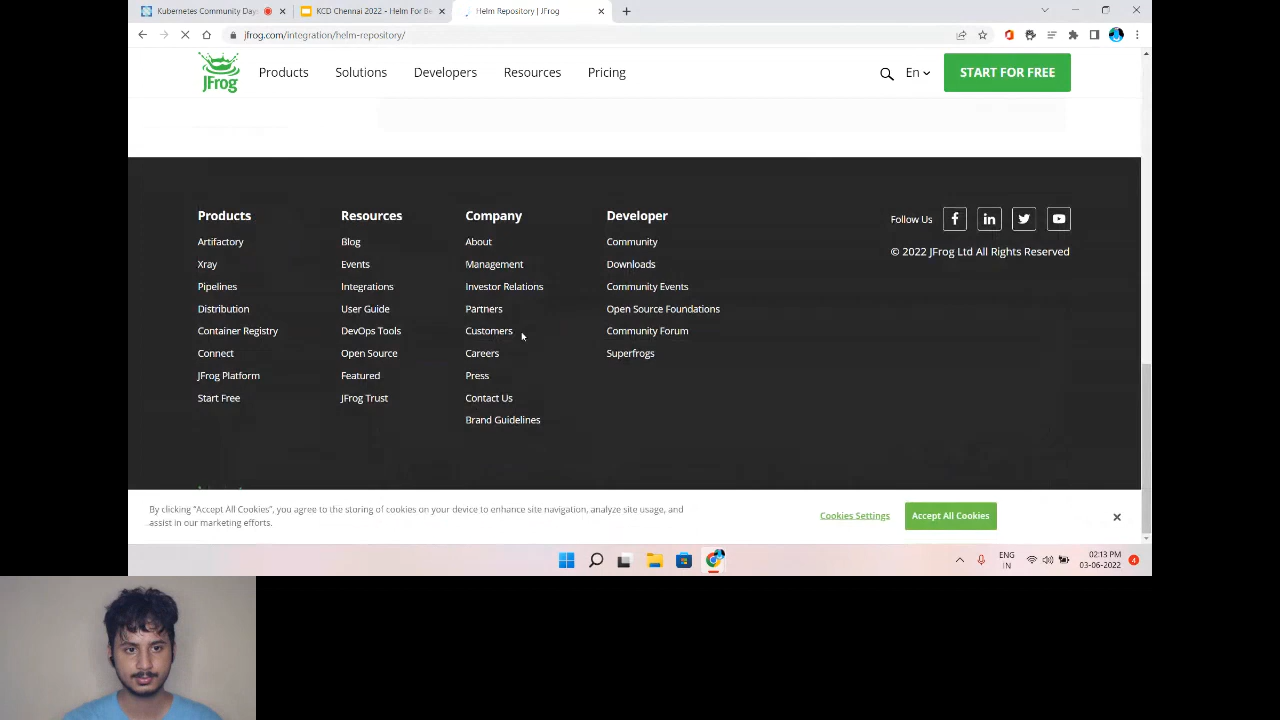 Kubernetes Community Day
KCD Chennai 2022 - Helm For Be
Helm Repository | JFrog
jfrog.com/integration/helm-repository/
JFrog
Products
Solutions
Developers
Resources
Pricing
En
START FOR FREE
Products
Artifactory
Xray
Pipelines
Distribution
Container Registry
Connect
JFrog Platform
Start Free
Resources
Blog
Events
Integrations
User Guide
DevOps Tools
Open Source
Featured
JFrog Trust
Company
About
Management
Investor Relations
Partners
Customers
Careers
Press
Contact Us
Brand Guidelines
Developer
Community
Downloads
Community Events
Open Source Foundations
Community Forum
Superfrogs
Follow Us
© 2022 JFrog Ltd All Rights Reserved
By clicking “Accept All Cookies”, you agree to the storing of cookies on your device to enhance site navigation, analyze site usage, and
assist in our marketing efforts.
Cookies Settings
Accept All Cookies
ENG
IN
02:13 PM
03-06-2022
4